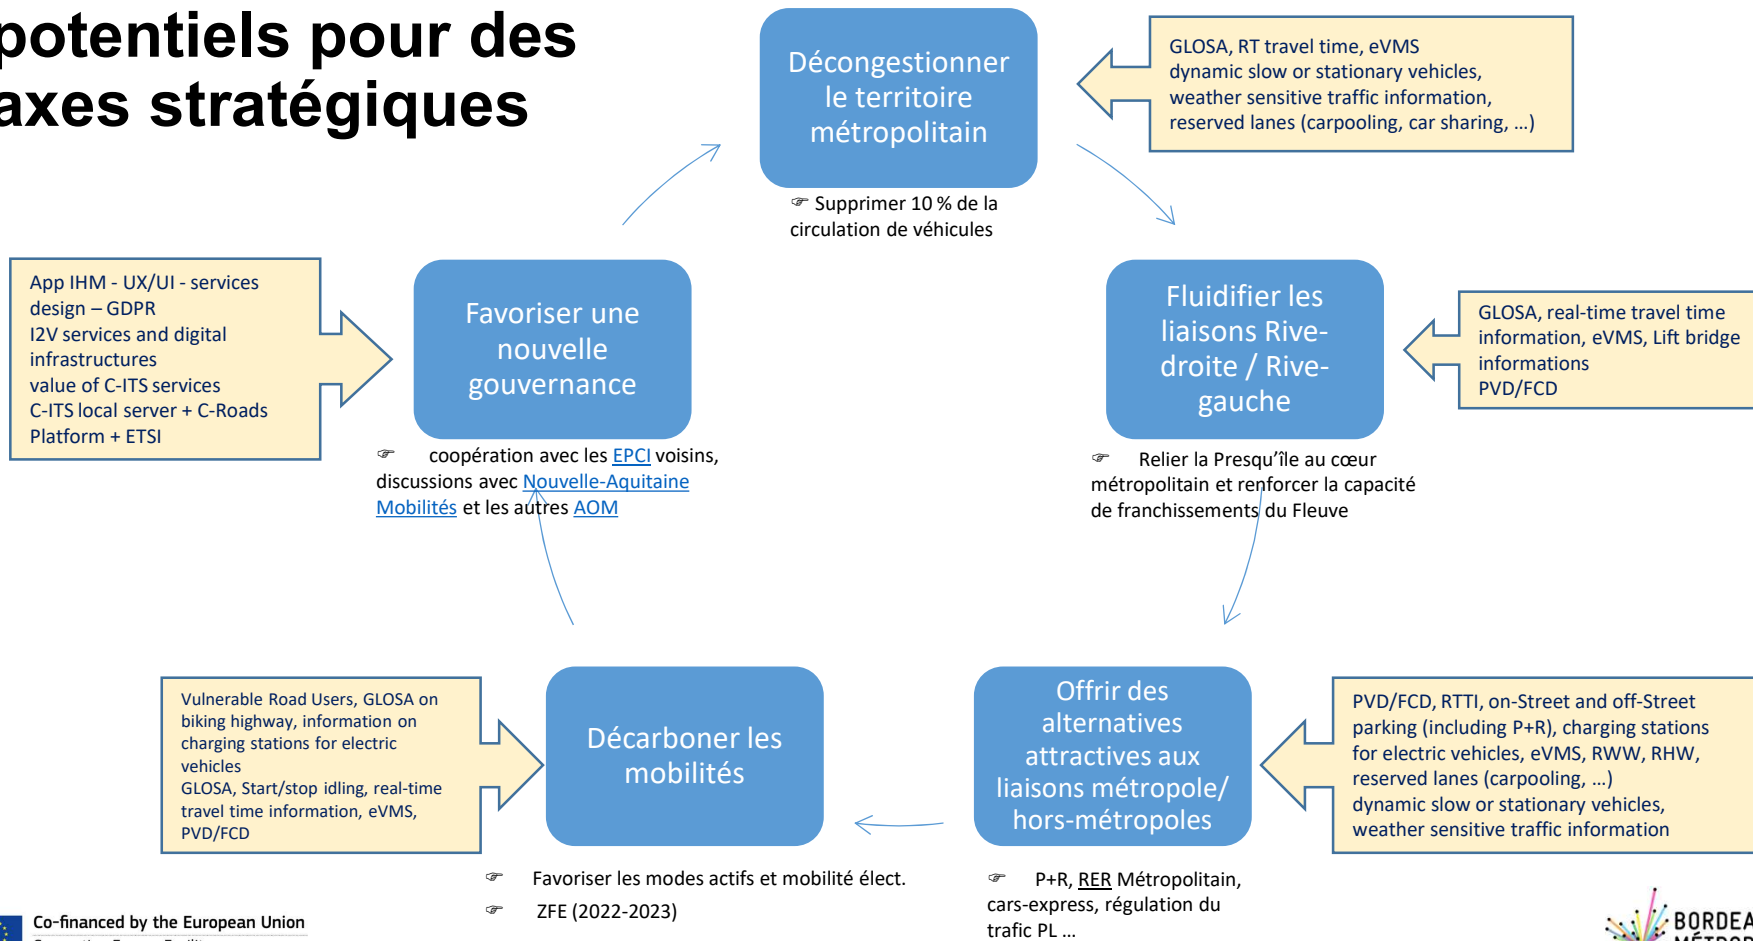 potentiels pour des
axes stratégiques
Décongestionner
le territoire
métropolitain
GLOSA, RT travel time, eVMS
dynamic slow or stationary vehicles,
weather sensitive traffic information,
reserved lanes (carpooling, car sharing, …)
☞ Supprimer 10 % de la
circulation de véhicules
App IHM - UX/UI - services
design – GDPR
I2V services and digital
infrastructures
value of C-ITS services
C-ITS local server + C-Roads
Platform + ETSI
Favoriser une
nouvelle
gouvernance
☞ coopération avec les EPCI voisins,
discussions avec Nouvelle-Aquitaine
Mobilités et les autres AOM
Fluidifier les
liaisons Rive-
droite / Rive-
gauche
GLOSA, real-time travel time
information, eVMS, Lift bridge
informations
PVD/FCD
☞ Relier la Presqu’île au cœur
métropolitain et renforcer la capacité
de franchissements du Fleuve
Vulnerable Road Users, GLOSA on
biking highway, information on
charging stations for electric
vehicles
GLOSA, Start/stop idling, real-time
travel time information, eVMS,
PVD/FCD
Décarboner les
mobilités
☞ Favoriser les modes actifs et mobilité élect.
☞ ZFE (2022-2023)
Offrir des
alternatives
attractives aux
liaisons métropole/
hors-métropoles
PVD/FCD, RTTI, on-Street and off-Street
parking (including P+R), charging stations
for electric vehicles, eVMS, RWW, RHW,
reserved lanes (carpooling, …)
dynamic slow or stationary vehicles,
weather sensitive traffic information
☞ P+R, RER Métropolitain,
cars-express, régulation du
trafic PL …
Co-financed by the European Union
BORDEA